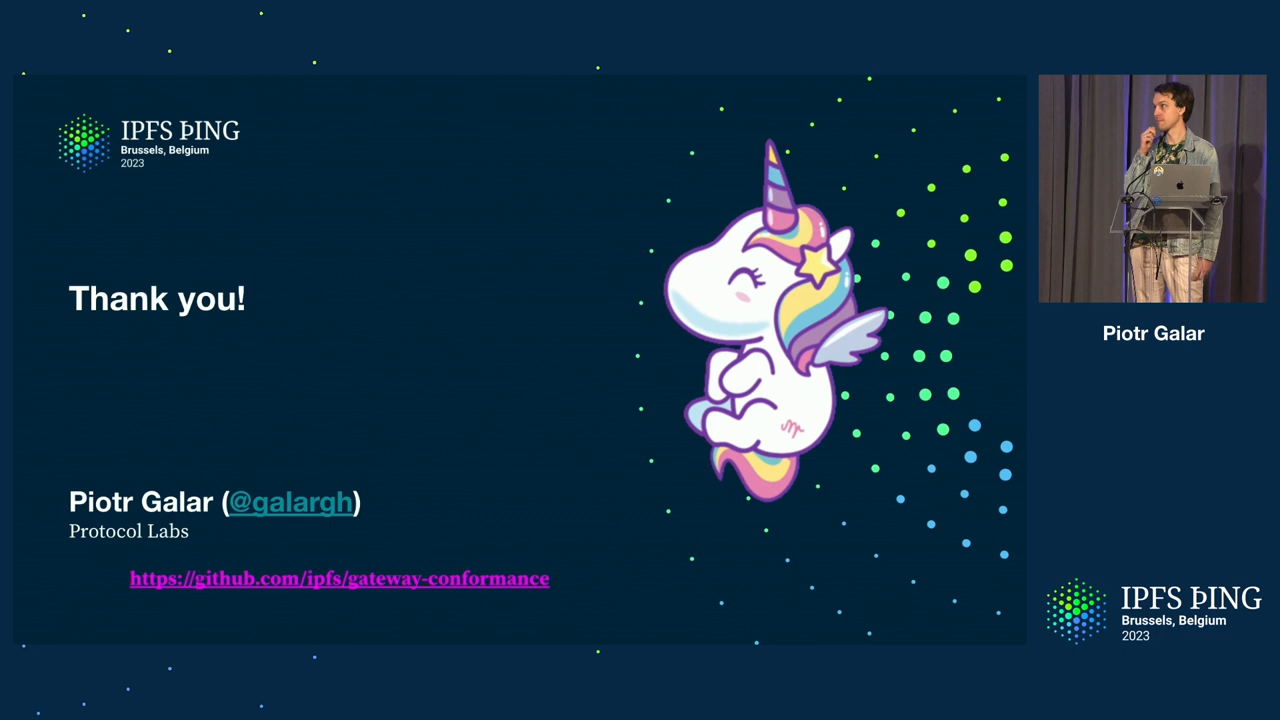 IPFS ÞING
Brussels, Belgium
2023
Thank you!
Piotr Galar (@galargh)
Protocol Labs
https://github.com/ipfs/gateway-conformance
Piotr Galar
IPFS ÞING
Brussels, Belgium
2023